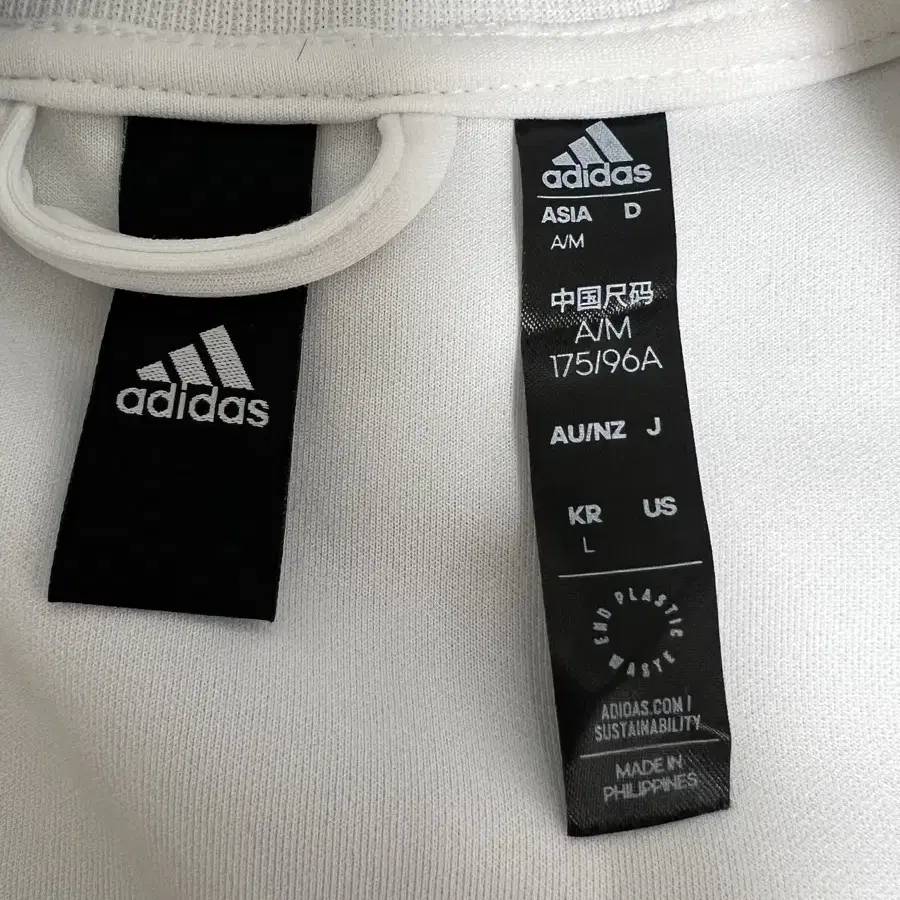 adidas
adidas
ASIA D
A/M
中国尺码
A/M
175/96A
AU/NZ J
KR US
L
END PLASTIC WASTE
ADIDAS.COM/
SUSTAINABILITY
MADE IN
PHILIPPINES